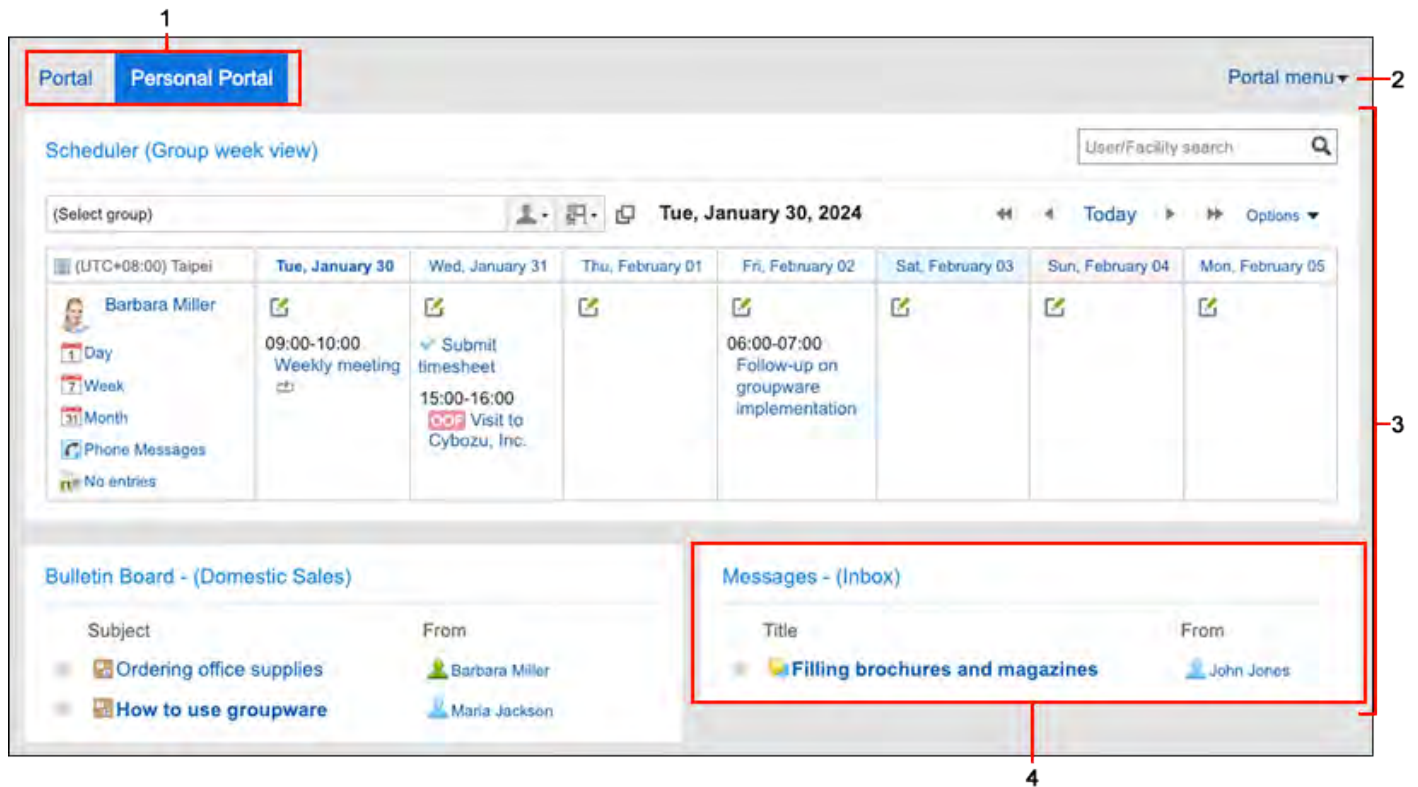 1
Portal Personal Portal
Portal menu
2
Scheduler (Group week view)
User/Facility search
(Select group)
Tue, January 30, 2024
Today
Options
(UTC+08:00) Taipei
Tue, January 30
Wed, January 31
Thu, February 01
Fri, February 02
Sat, February 03
Sun, February 04
Mon, February 05
Barbara Miller
1 Day
7 Week
31 Month
Phone Messages
No entries
09:00-10:00
Weekly meeting
Submit
timesheet
15:00-16:00
OOF Visit to
Cybozu, Inc.
06:00-07:00
Follow-up on
groupware
implementation
3
Bulletin Board - (Domestic Sales)
Subject From
Ordering office supplies Barbara Miller
How to use groupware Maria Jackson
Messages - (Inbox)
Title From
Filling brochures and magazines John Jones
4